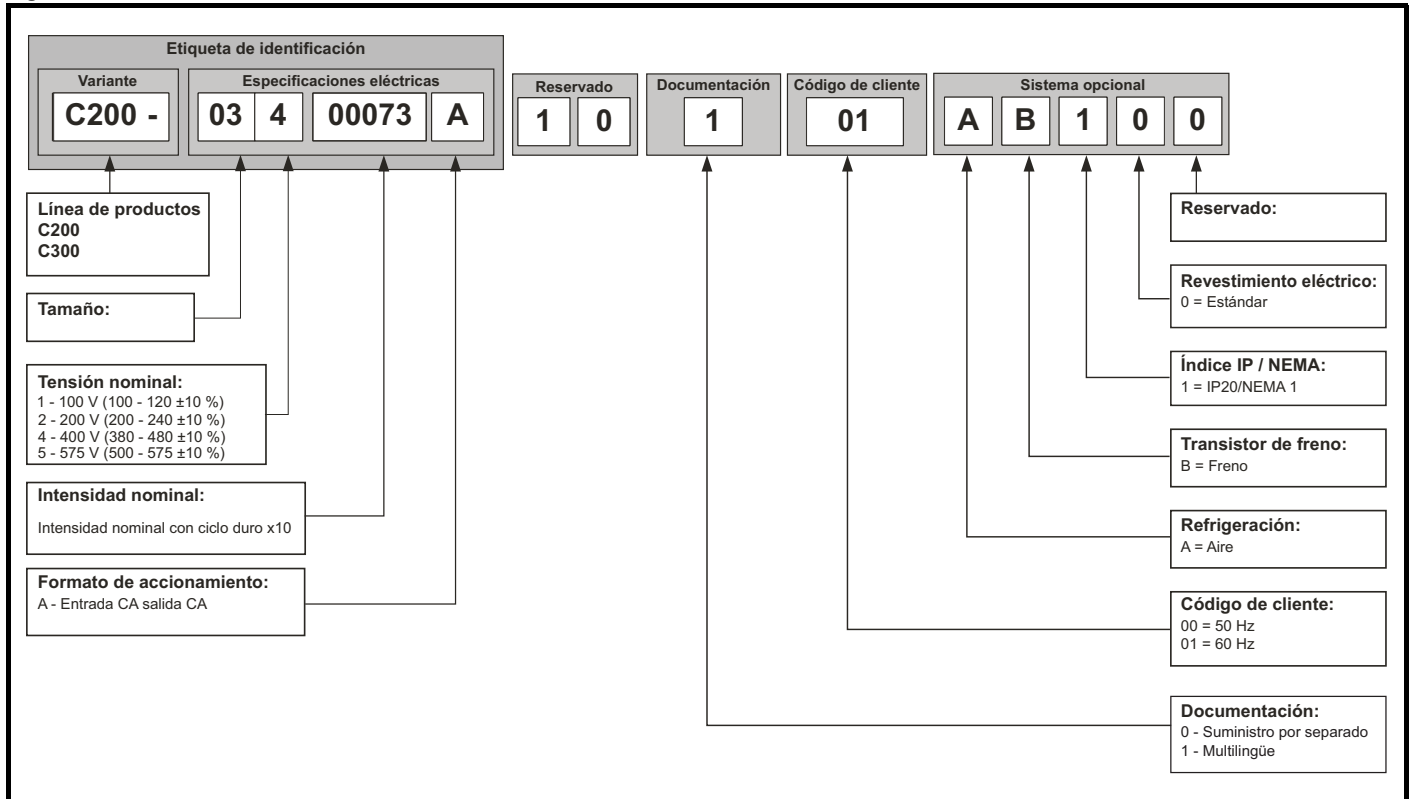 Etiqueta de identificación
Variante
Especificaciones eléctricas
Reservado
Documentación
Código de cliente
Sistema opcional
C200 -
03 4 00073 A
1 0
1
01
A B 1 0 0
Línea de productos
C200
C300
Tamaño:
Tensión nominal:
1 - 100 V (100 - 120 ±10 %)
2 - 200 V (200 - 240 ±10 %)
4 - 400 V (380 - 480 ±10 %)
5 - 575 V (500 - 575 ±10 %)
Intensidad nominal:
Intensidad nominal con ciclo duro x10
Formato de accionamiento:
A - Entrada CA salida CA
Reservado:
Revestimiento eléctrico:
0 = Estándar
Índice IP / NEMA:
1 = IP20/NEMA 1
Transistor de freno:
B = Freno
Refrigeración:
A = Aire
Código de cliente:
00 = 50 Hz
01 = 60 Hz
Documentación:
0 - Suministro por separado
1 - Multilingüe